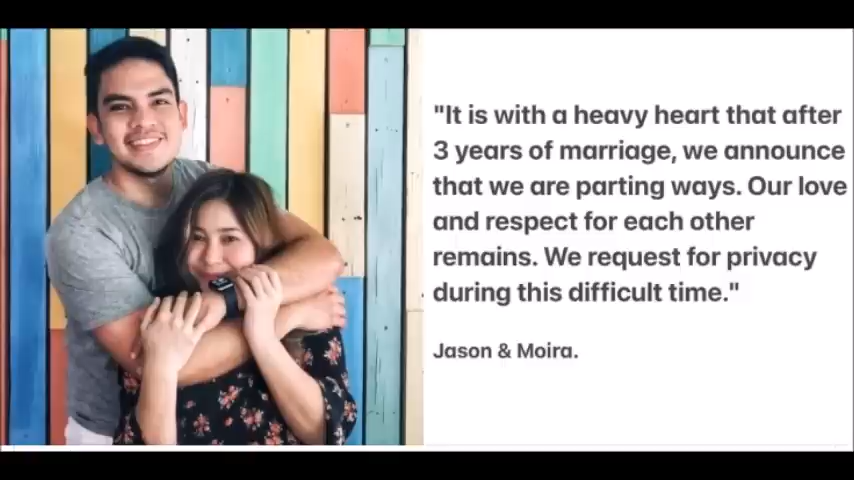 "It is with a heavy heart that after
3 years of marriage, we announce
that we are parting ways. Our love
and respect for each other
remains. We request for privacy
during this difficult time."
Jason & Moira.